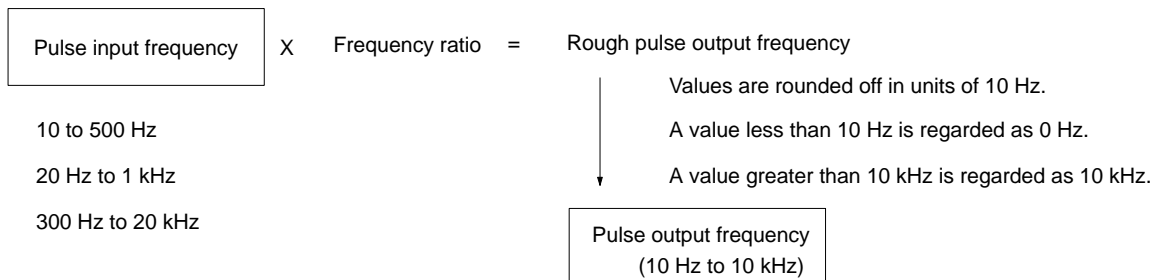 Pulse input frequency X Frequency ratio = Rough pulse output frequency
Values are rounded off in units of 10 Hz.
10 to 500 Hz
A value less than 10 Hz is regarded as 0 Hz.
20 Hz to 1 kHz
A value greater than 10 kHz is regarded as 10 kHz.
300 Hz to 20 kHz
Pulse output frequency
(10 Hz to 10 kHz)